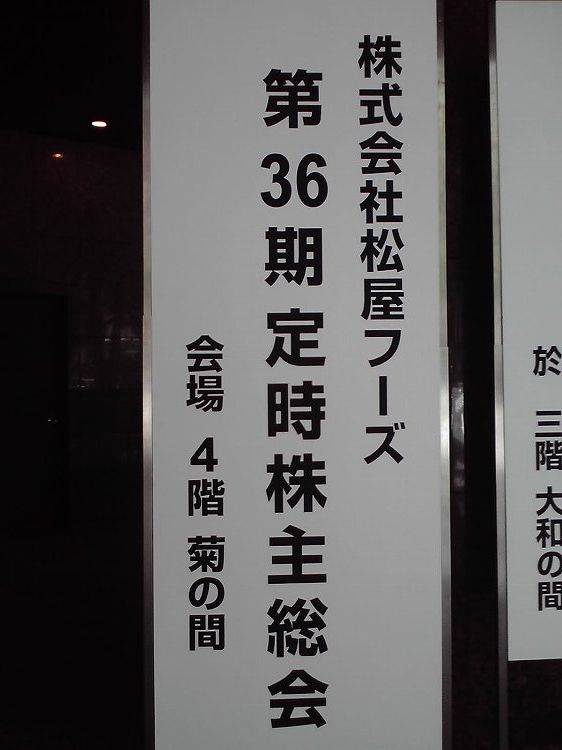 株式会社松屋フーズ
第36期定時株主総会
会場 4階 菊の間
於 三階 大和の間